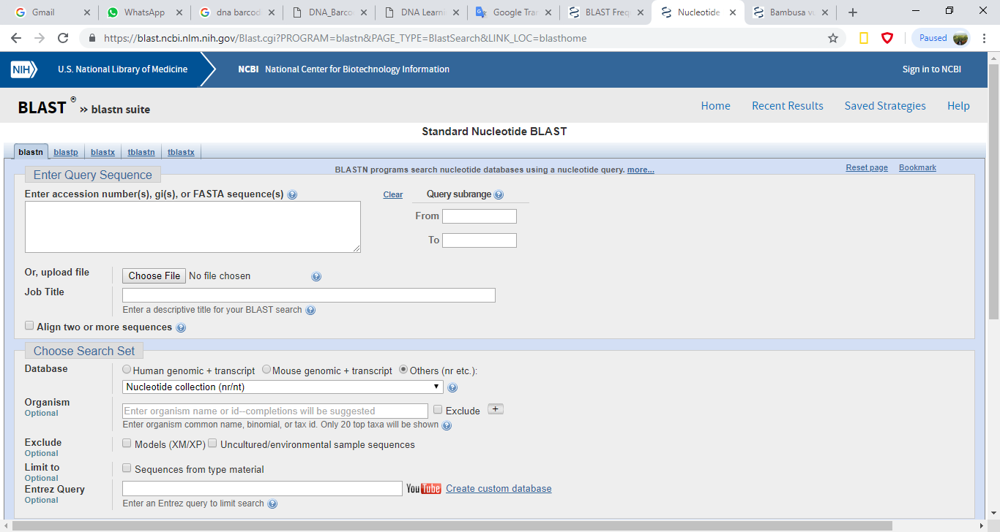 Gmail
WhatsApp
dna barcod
DNA_Barco
DNA Learni
Google Tra
BLAST Freq
Nucleotide
Bambusa vu
https://blast.ncbi.nlm.nih.gov/Blast.cgi?PROGRAM=blastn&PAGE_TYPE=BlastSearch&LINK_LOC=blasthome
Paused
NIH U.S. National Library of Medicine NCBI National Center for Biotechnology Information Sign in to NCBI
BLAST ® » blastn suite Home Recent Results Saved Strategies Help
Standard Nucleotide BLAST
blastn blastp blastx tblastn tblastx
Enter Query Sequence BLASTN programs search nucleotide databases using a nucleotide query. more... Reset page Bookmark
Enter accession number(s), gi(s), or FASTA sequence(s) Clear Query subrange
From
To
Or, upload file Choose File No file chosen
Job Title
Enter a descriptive title for your BLAST search
Align two or more sequences
Choose Search Set
Database Human genomic + transcript Mouse genomic + transcript Others (nr etc.):
Nucleotide collection (nr/nt)
Organism
Optional
Enter organism name or id--completions will be suggested Exclude +
Enter organism common name, binomial, or tax id. Only 20 top taxa will be shown
Exclude
Optional
Models (XM/XP) Uncultured/environmental sample sequences
Limit to
Optional
Sequences from type material
Entrez Query
Optional
YouTube Create custom database
Enter an Entrez query to limit search